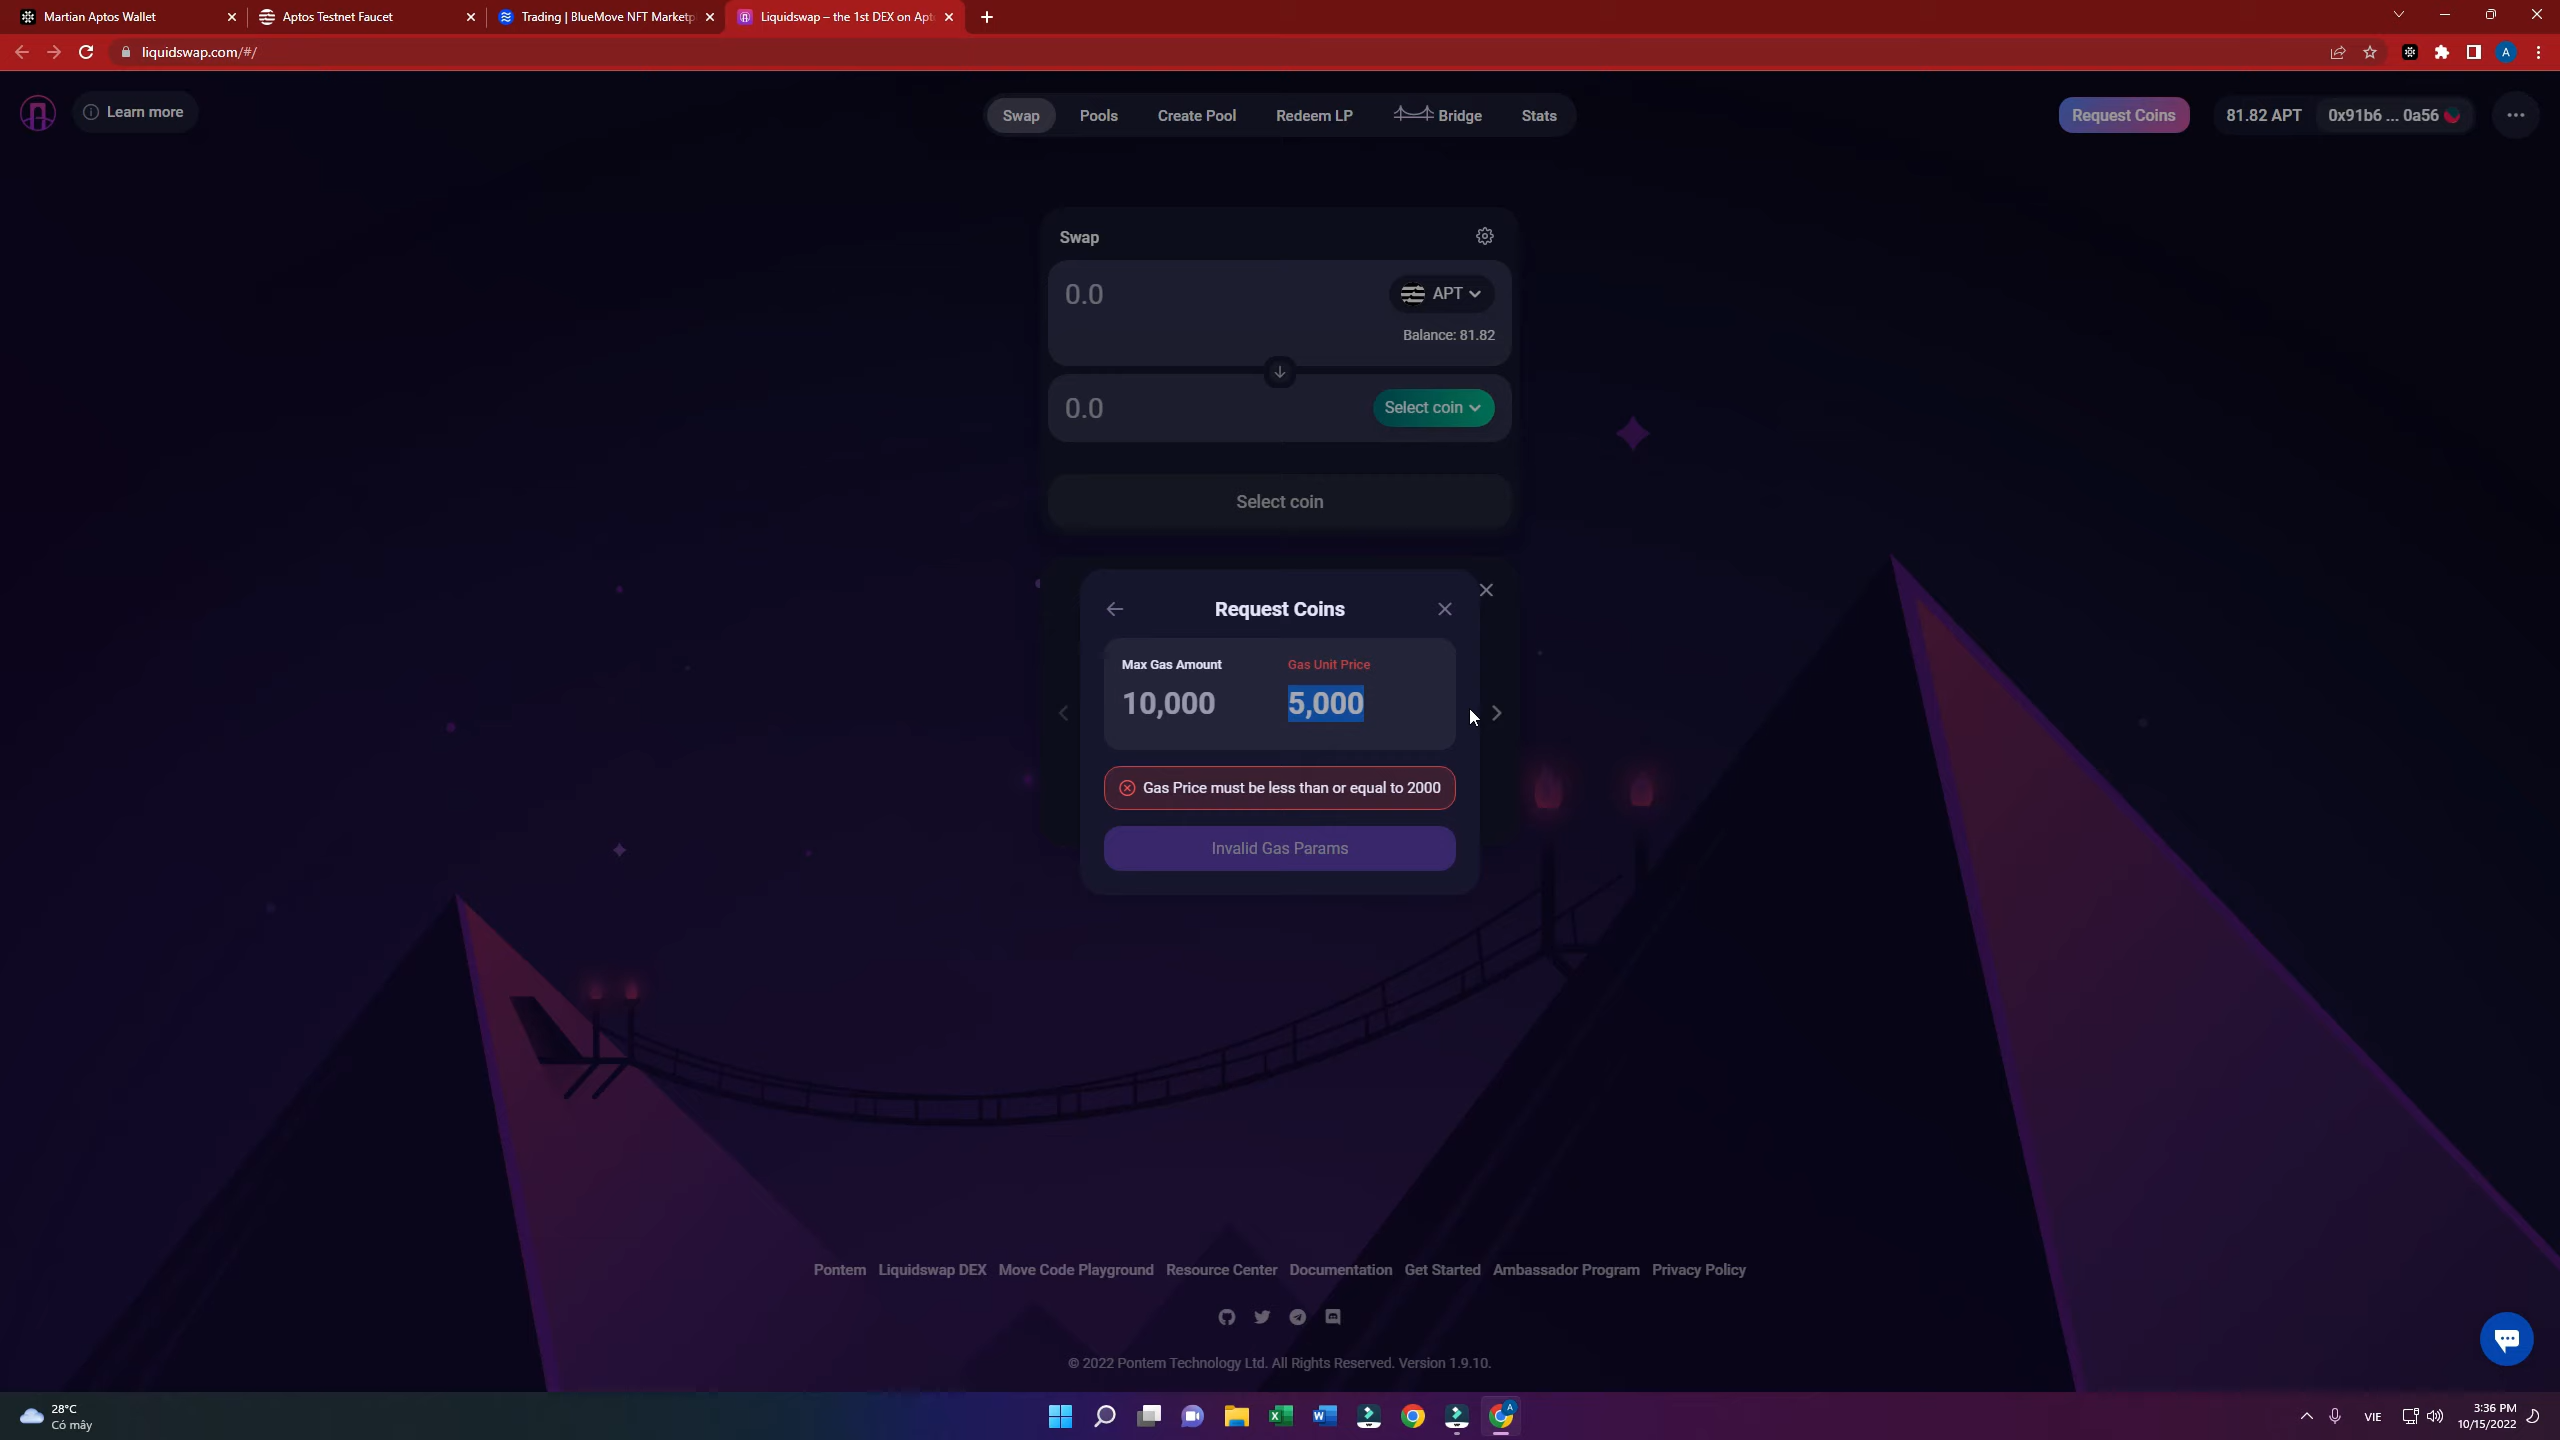 Martian Aptos Wallet
Aptos Testnet Faucet
Trading | BlueMove NFT Marketp
Liquidswap – the 1st DEX on Apt
liquidswap.com/#/
A
Learn more
Swap
Pools
Create Pool
Redeem LP
Bridge
Stats
Request Coins
81.82 APT
0x91b6 ... 0a56
Swap
0.0
APT
Balance: 81.82
0.0
Select coin
Select coin
Request Coins
Max Gas Amount
Gas Unit Price
10,000
5,000
Gas Price must be less than or equal to 2000
Invalid Gas Params
Pontem Liquidswap DEX Move Code Playground Resource Center Documentation Get Started Ambassador Program Privacy Policy
© 2022 Pontem Technology Ltd. All Rights Reserved. Version 1.9.10.
28°C
Có mây
A
VIE
3:36 PM
10/15/2022